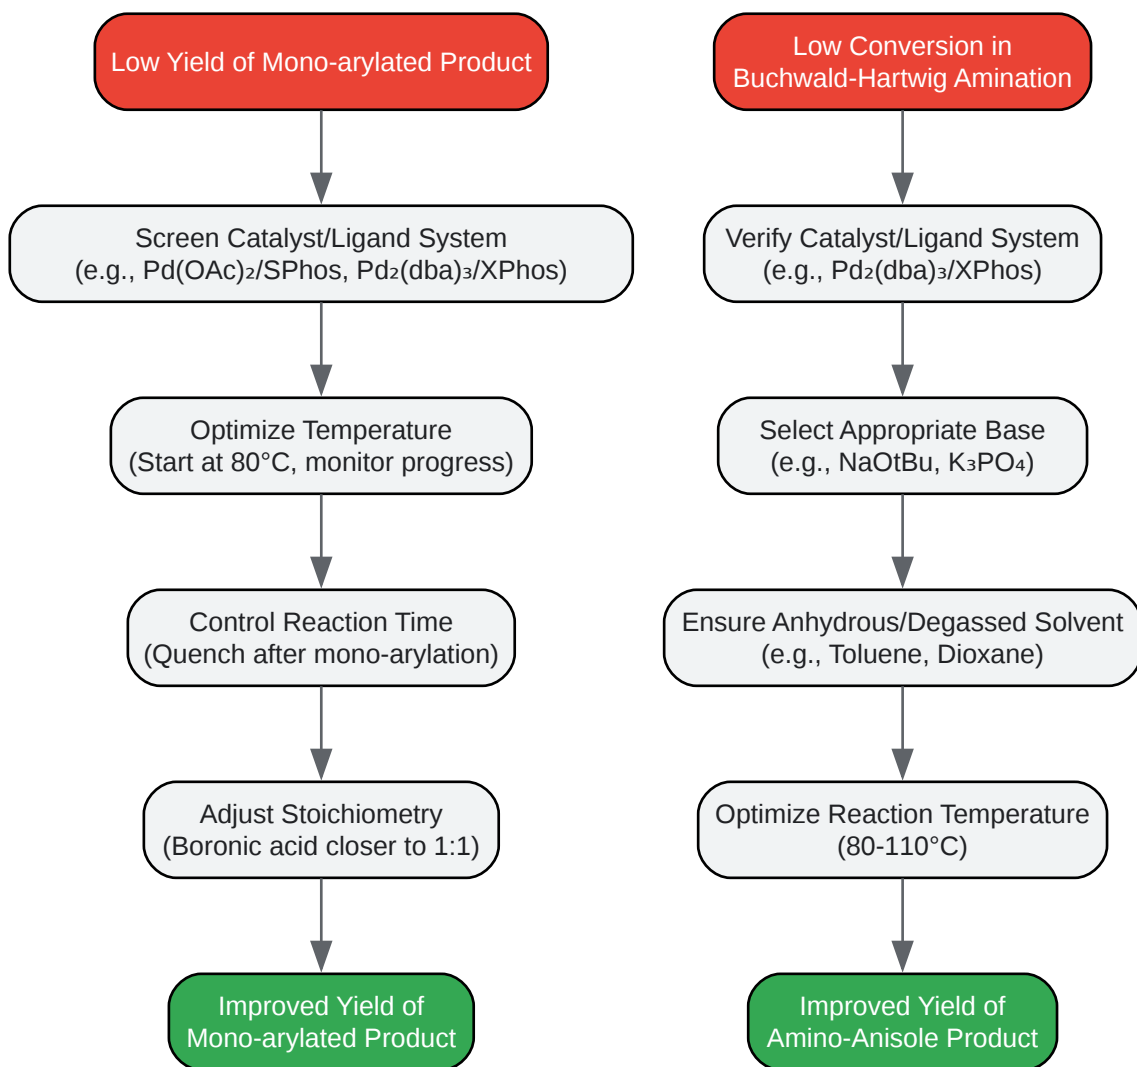 Low Yield of Mono-arylated Product
Screen Catalyst/Ligand System
(e.g., Pd(OAc)₂/SPhos, Pd₂(dba)₃/XPhos)
Optimize Temperature
(Start at 80°C, monitor progress)
Control Reaction Time
(Quench after mono-arylation)
Adjust Stoichiometry
(Boronic acid closer to 1:1)
Improved Yield of
Mono-arylated Product
Low Conversion in
Buchwald-Hartwig Amination
Verify Catalyst/Ligand System
(e.g., Pd₂(dba)₃/XPhos)
Select Appropriate Base
(e.g., NaOtBu, K₃PO₄)
Ensure Anhydrous/Degassed Solvent
(e.g., Toluene, Dioxane)
Optimize Reaction Temperature
(80-110°C)
Improved Yield of
Amino-Anisole Product